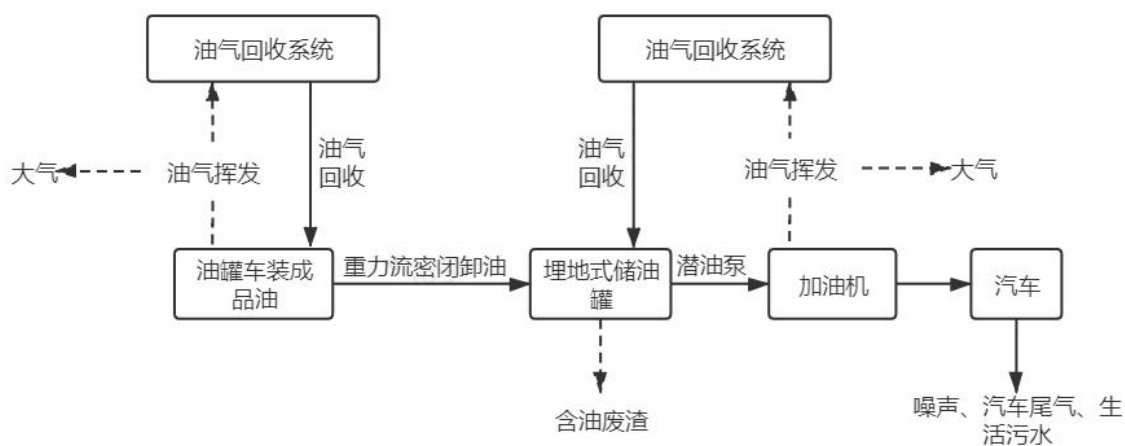 油气回收系统
油气回收系统
油气
回收
油气
回收
大气
油气挥发
油气挥发
大气
油罐车装成
品油
重力流密闭卸油
埋地式储油
罐
潜油泵
加油机
汽车
含油废渣
噪声、汽车尾气、生
活污水